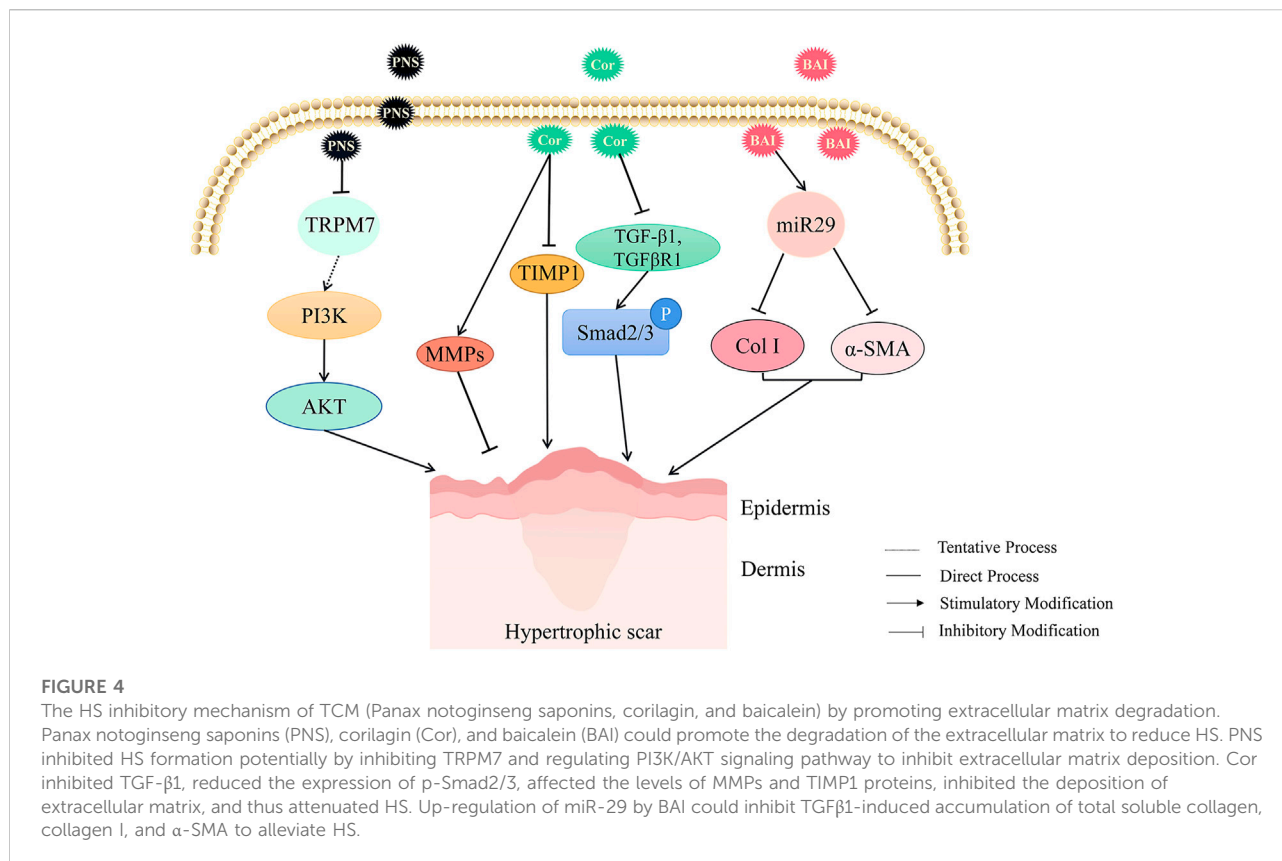 PNS
Cor
BAI
PNS
PNS
Cor
Cor
BAI
BAI
TRPM7
miR29
TGF-β1,
TGFβR1
TIMP1
PI3K
P
Smad2/3
MMPs
Col I
α-SMA
AKT
Epidermis
Dermis
Hypertrophic scar
Tentative Process
Direct Process
Stimulatory Modification
Inhibitory Modification
FIGURE 4
The HS inhibitory mechanism of TCM (Panax notoginseng saponins, corilagin, and baicalein) by promoting extracellular matrix degradation.
Panax notoginseng saponins (PNS), corilagin (Cor), and baicalein (BAI) could promote the degradation of the extracellular matrix to reduce HS. PNS
inhibited HS formation potentially by inhibiting TRPM7 and regulating PI3K/AKT signaling pathway to inhibit extracellular matrix deposition. Cor
inhibited TGF-β1, reduced the expression of p-Smad2/3, affected the levels of MMPs and TIMP1 proteins, inhibited the deposition of
extracellular matrix, and thus attenuated HS. Up-regulation of miR-29 by BAI could inhibit TGFβ1-induced accumulation of total soluble collagen,
collagen I, and α-SMA to alleviate HS.